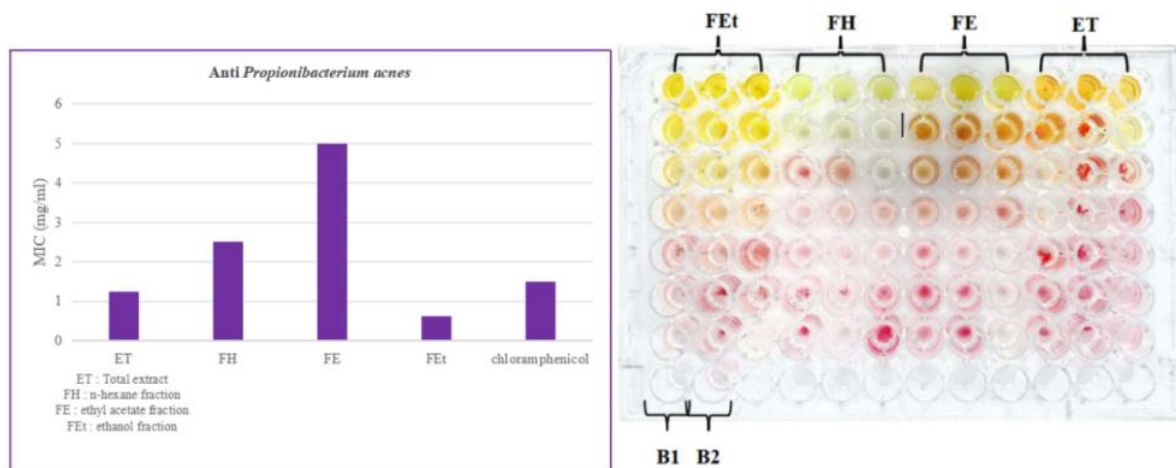 Anti Propionibacterium acnes
MIC (mg/ml)
6
5
4
3
2
1
0
ET FH FE FEt chloramphenicol
ET : Total extract
FH : n-hexane fraction
FE : ethyl acetate fraction
FEt : ethanol fraction
FEt FH FE ET
B1 B2